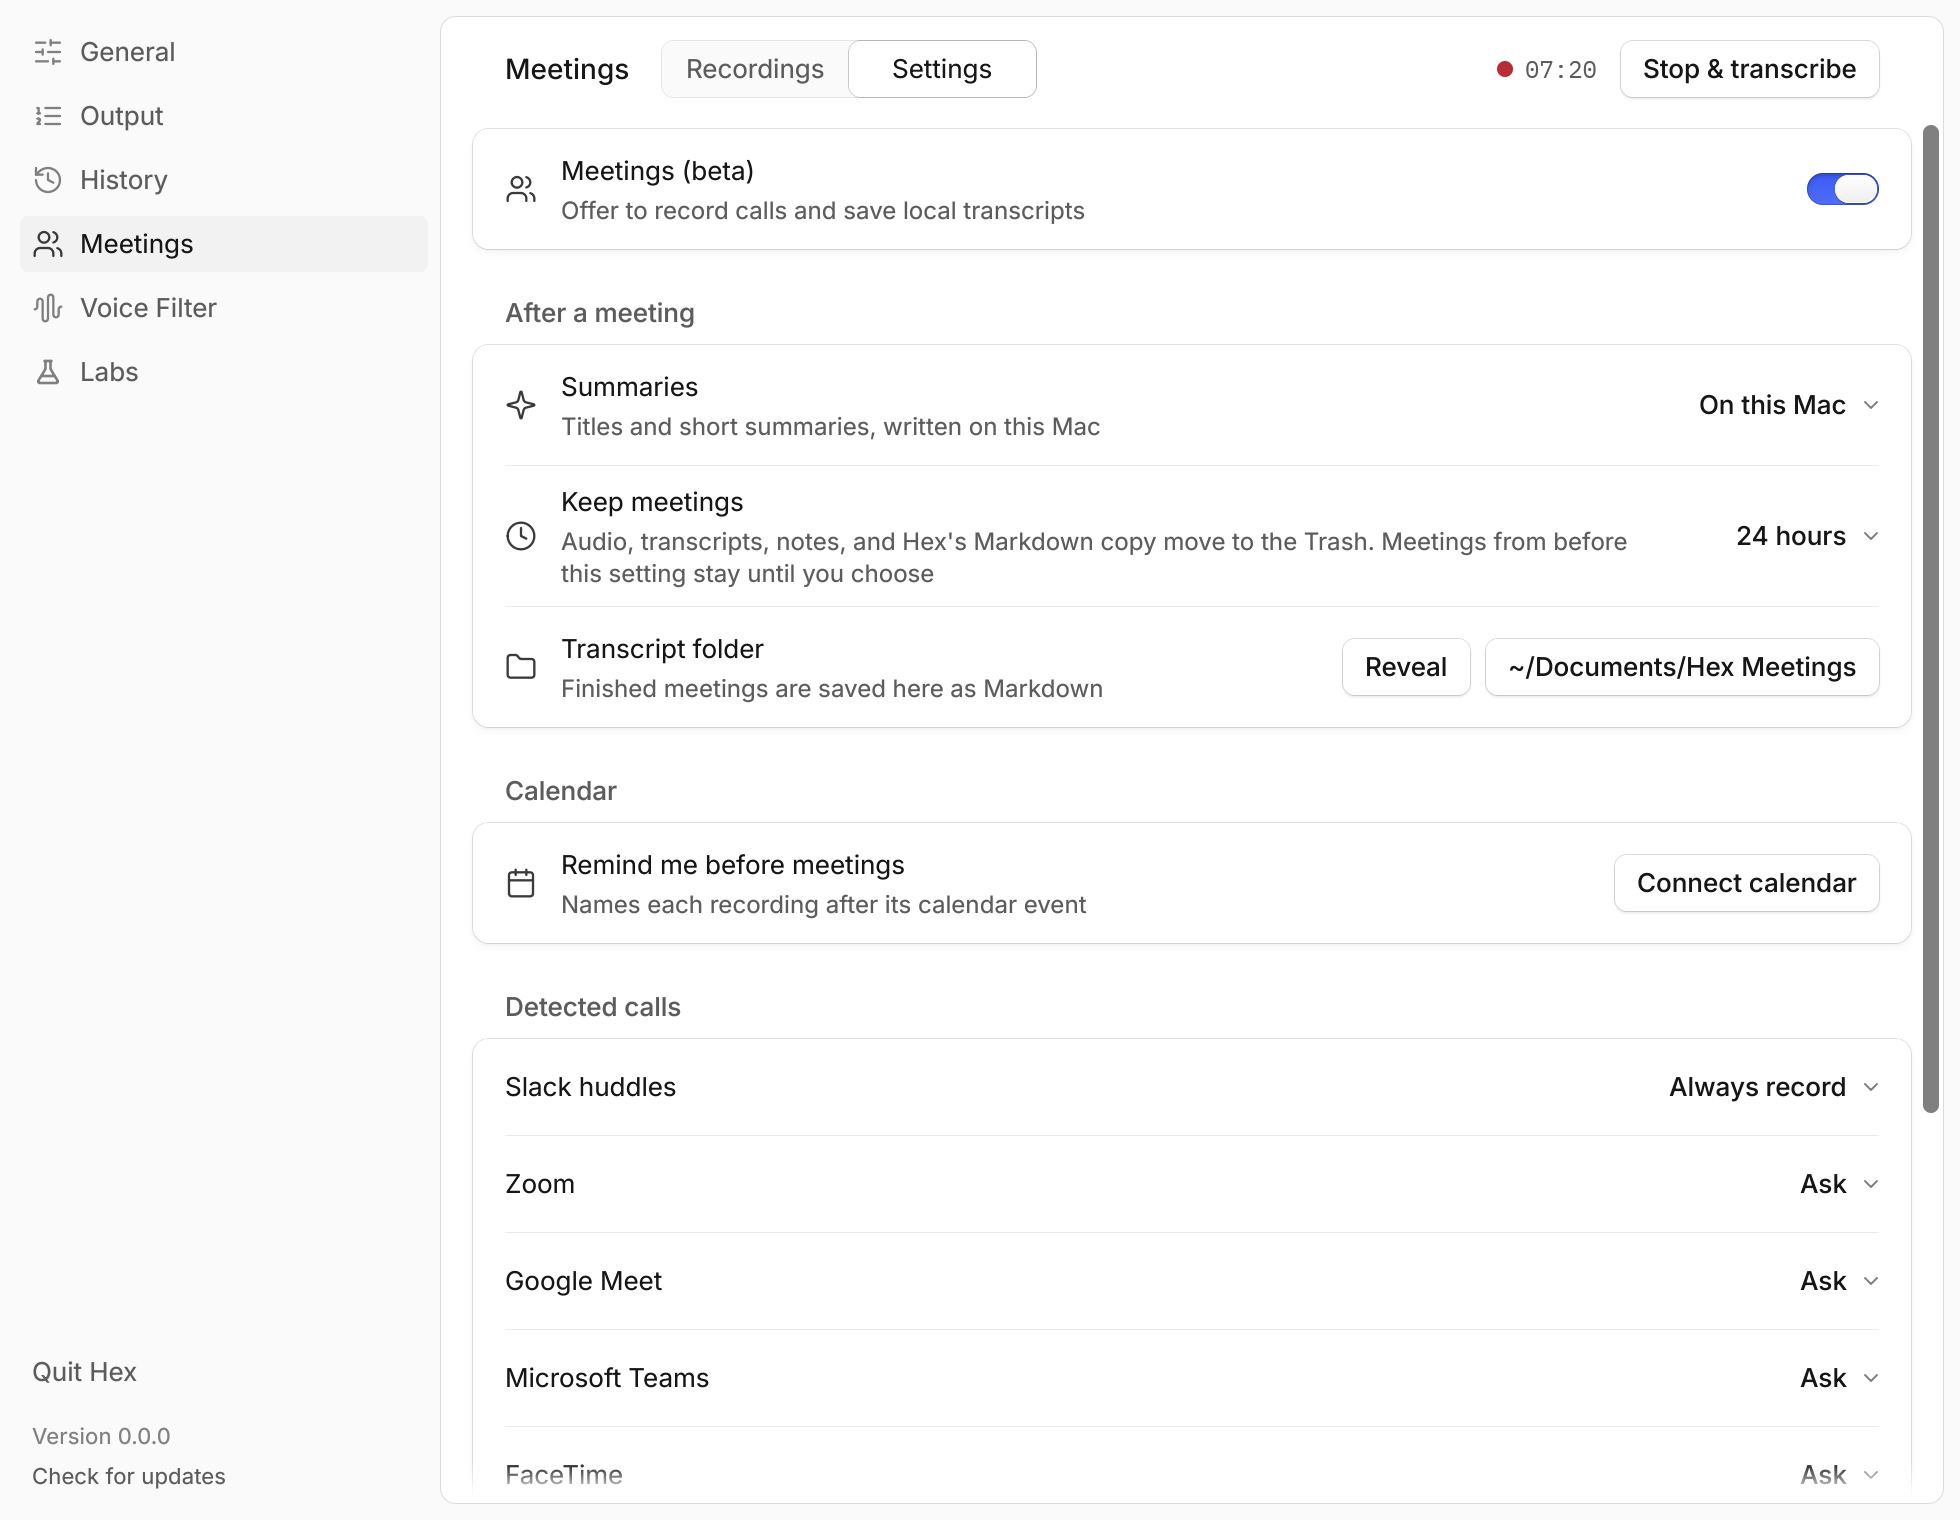 General
Output
History
Meetings
Voice Filter
Labs
Quit Hex
Version 0.0.0
Check for updates
Meetings
Recordings
Settings
07:20
Stop & transcribe
Meetings (beta)
Offer to record calls and save local transcripts
After a meeting
Summaries
Titles and short summaries, written on this Mac
On this Mac
Keep meetings
Audio, transcripts, notes, and Hex's Markdown copy move to the Trash. Meetings from before
this setting stay until you choose
24 hours
Transcript folder
Finished meetings are saved here as Markdown
Reveal
~/Documents/Hex Meetings
Calendar
Remind me before meetings
Names each recording after its calendar event
Connect calendar
Detected calls
Slack huddles
Always record
Zoom
Ask
Google Meet
Ask
Microsoft Teams
Ask
FaceTime
Ask